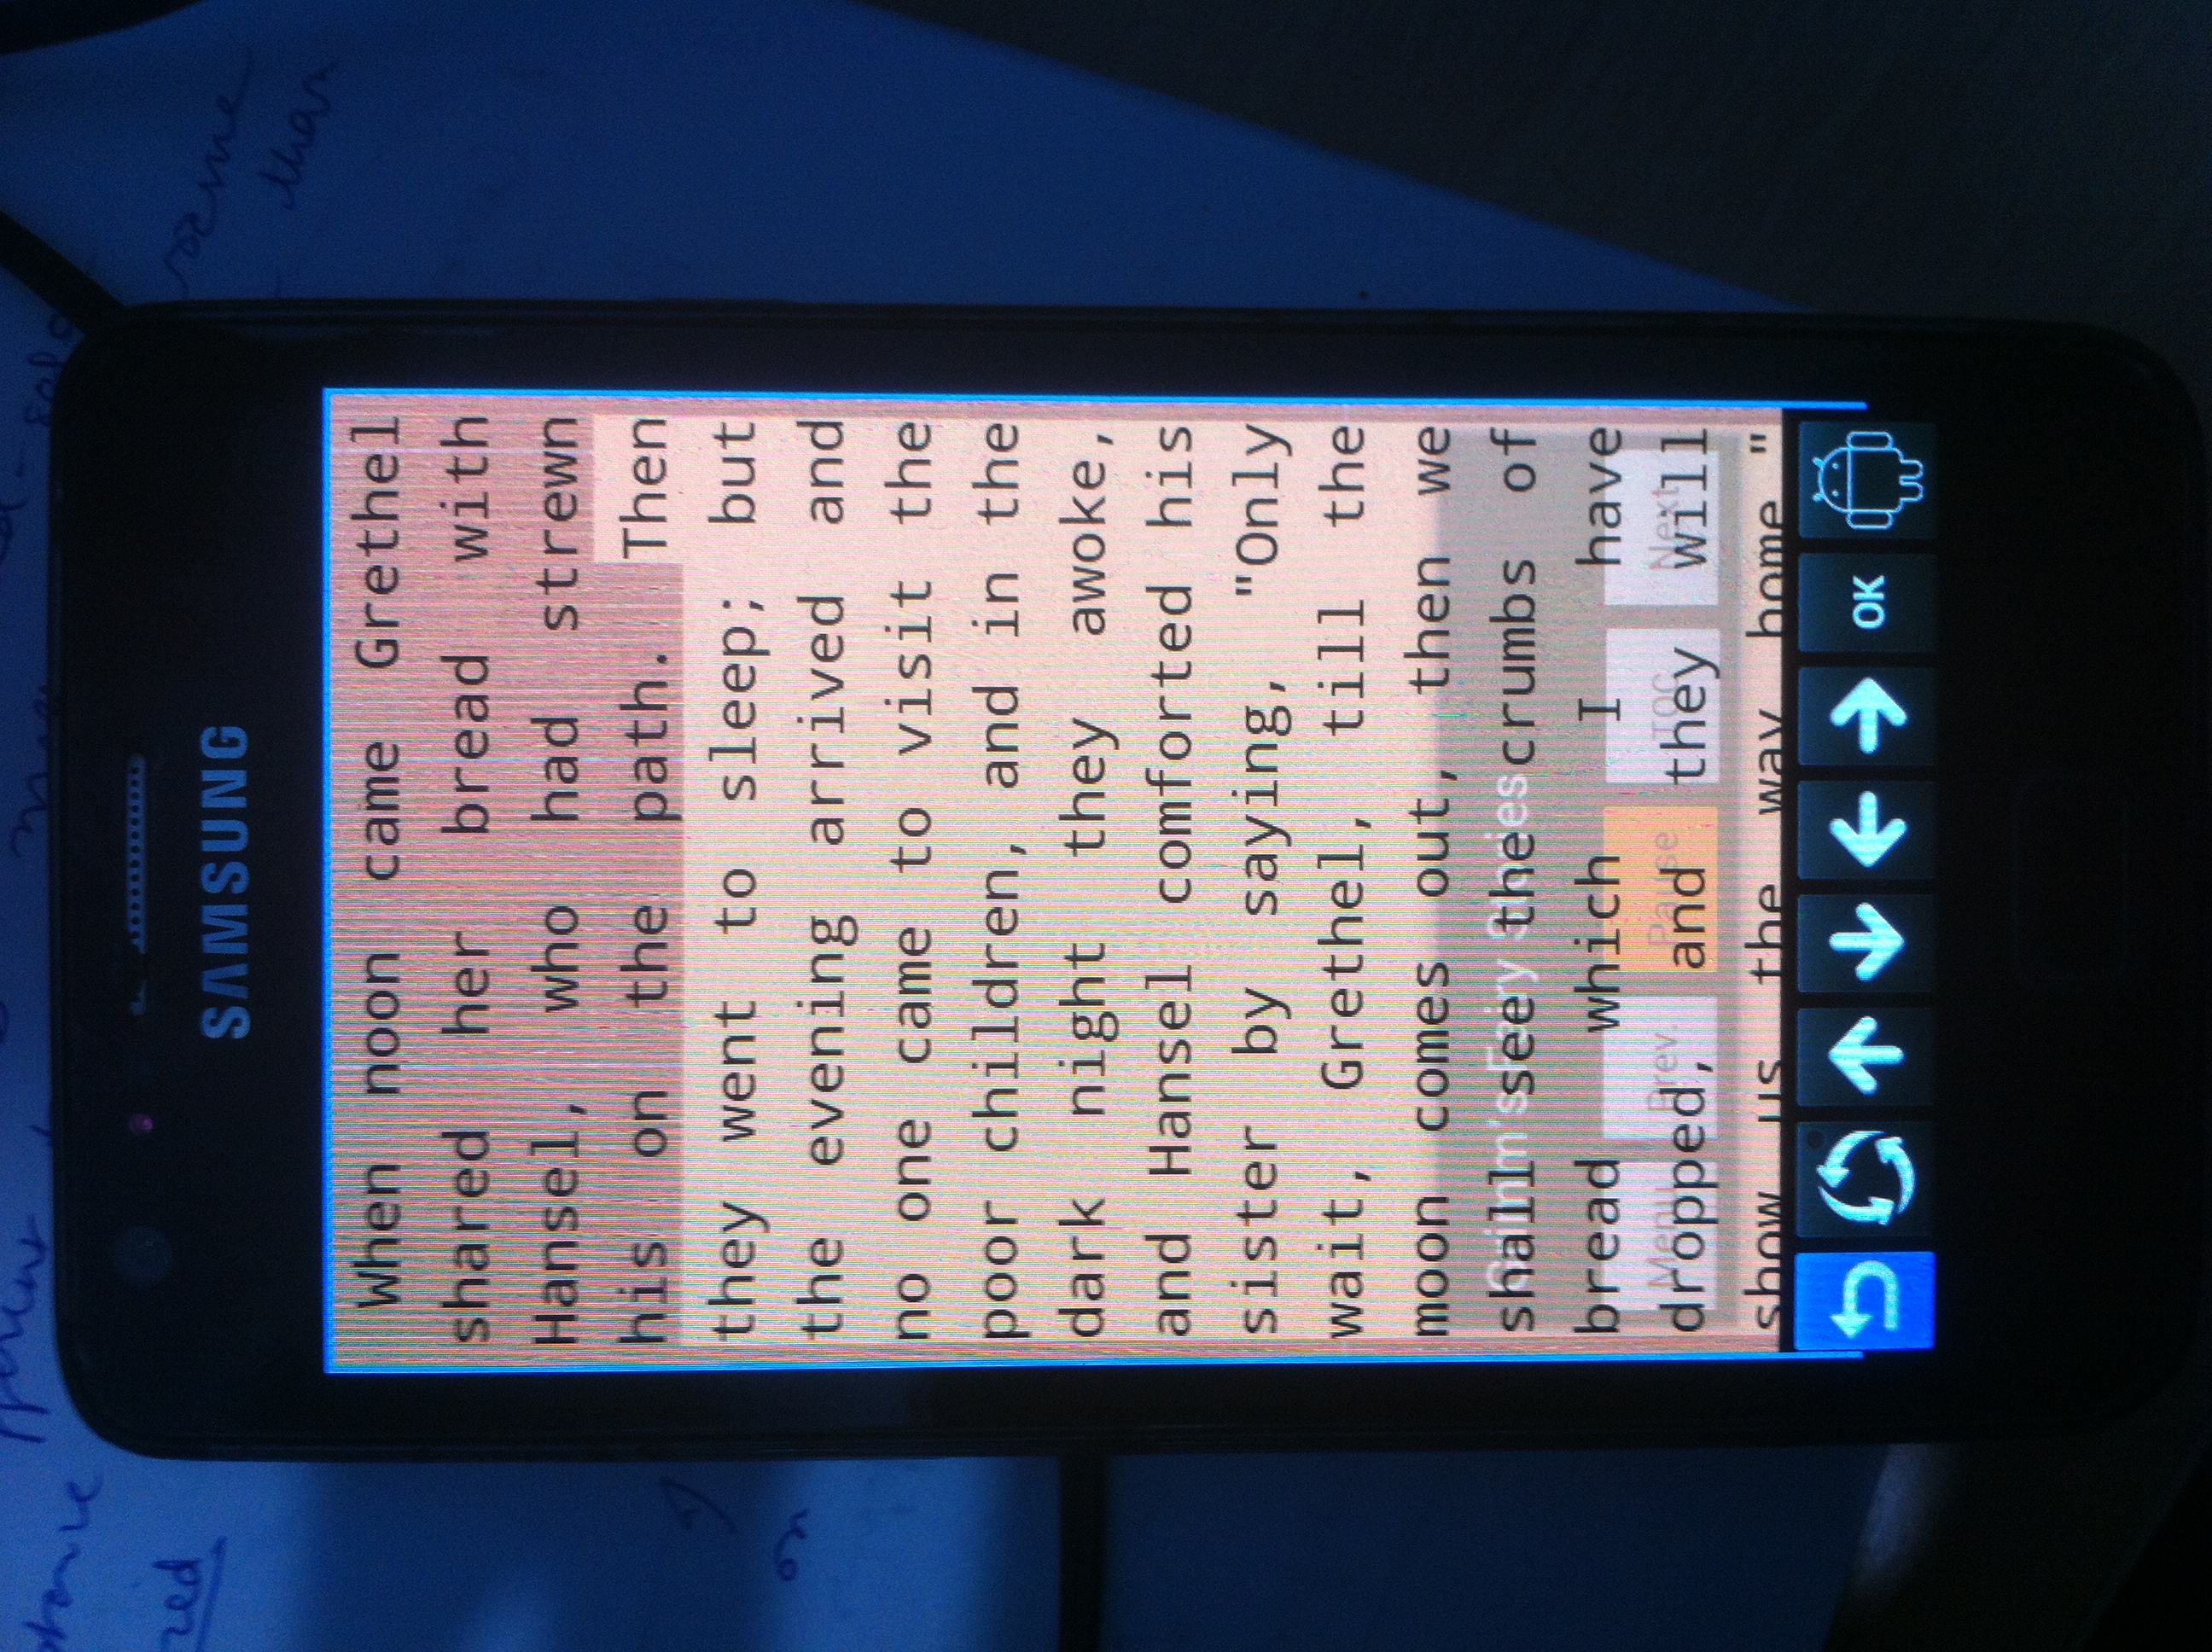 SAMSUNG
When noon came Grethel
shared her bread with
Hansel, who had strewn
his on the path. Then
they went to sleep; but
the evening arrived and
no one came to visit the
poor children, and in the
dark night they awoke,
and Hansel comforted his
sister by saying, "Only
wait, Grethel, till the
moon comes out, then we
shall see the crumbs of
Grimm's Fairy Stories
bread which I have
Menu Prev. Pause TOC Next
dropped, and they will
show us the way home "
OK
than
on